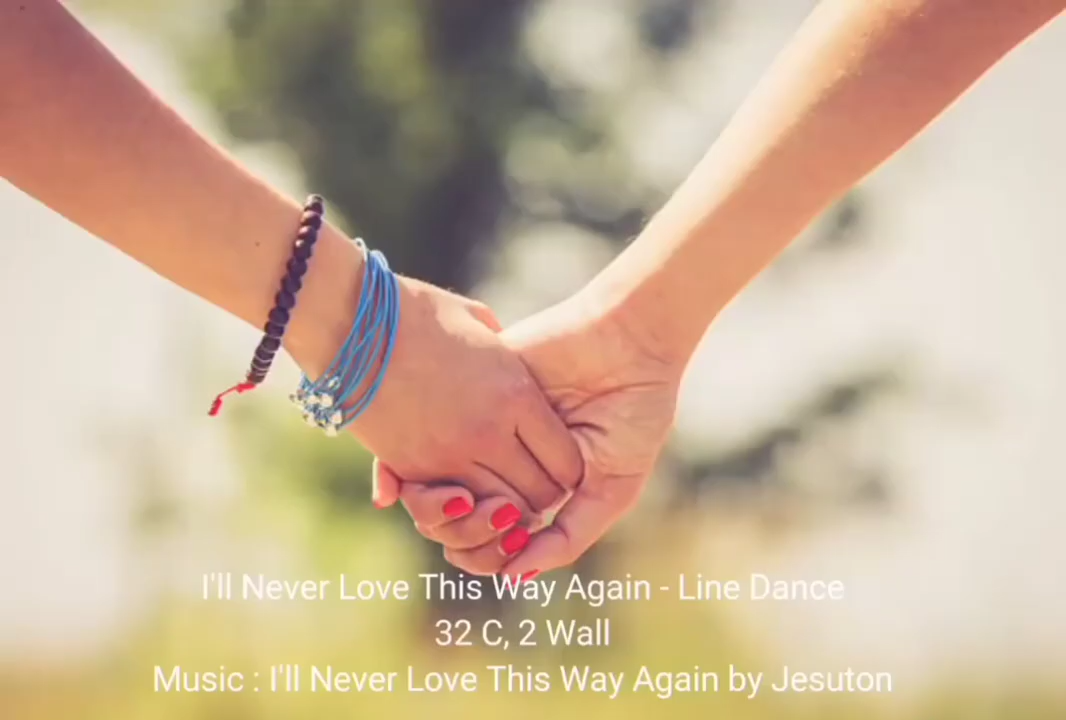 I'll Never Love This Way Again - Line Dance
32 C, 2 Wall
Music : I'll Never Love This Way Again by Jesuton